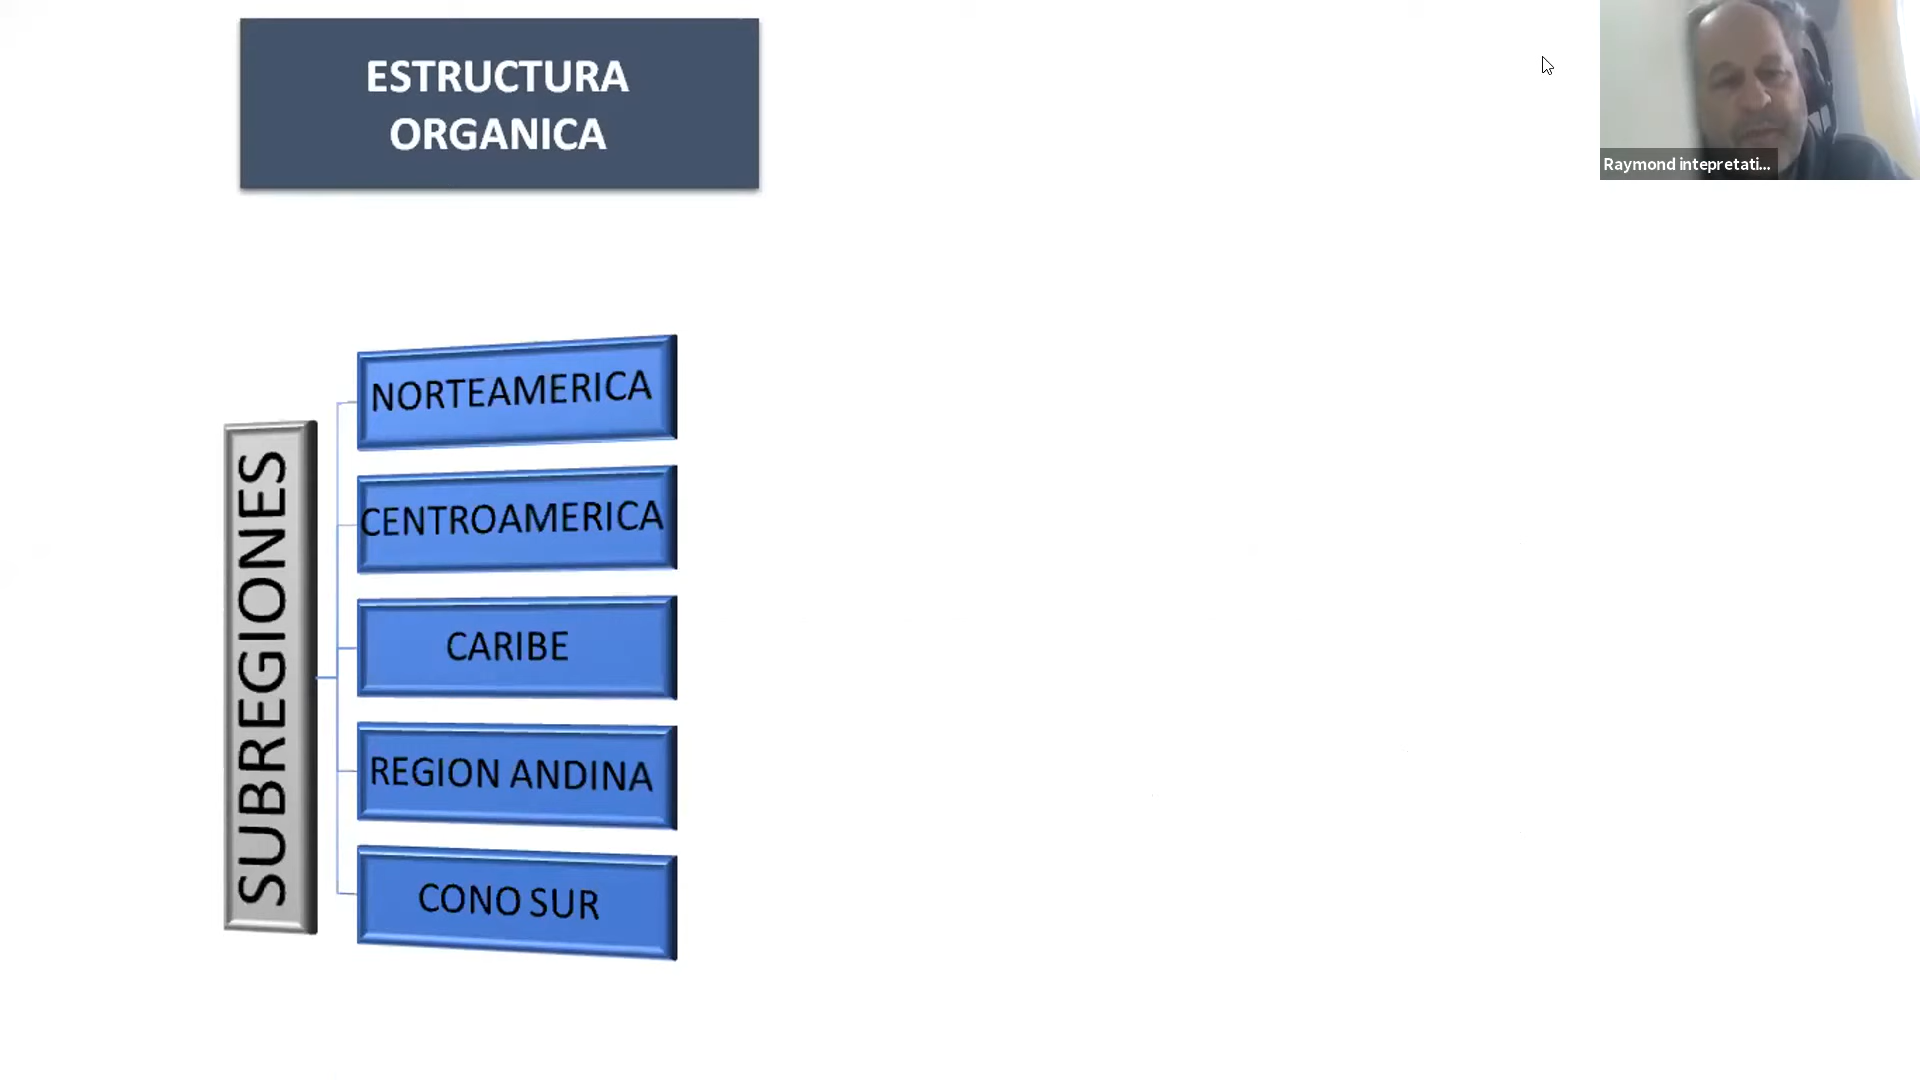 ESTRUCTURA
ORGANICA
Raymond intepretati...
SUBREGIONES
NORTEAMERICA
CENTROAMERICA
CARIBE
REGION ANDINA
CONO SUR